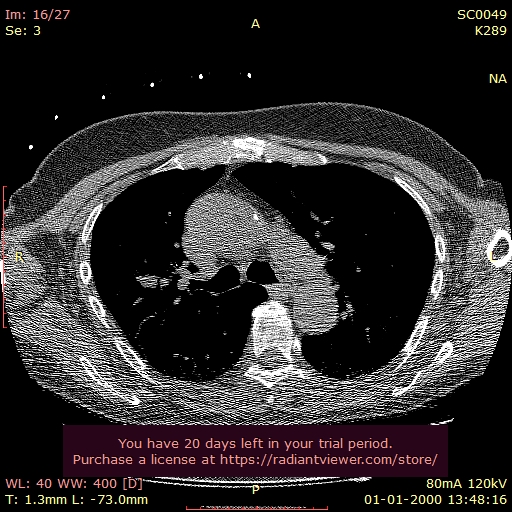 Im: 16/27
Se: 3
A
SC0049
K289
NA
R
L
You have 20 days left in your trial period.
Purchase a license at https://radiantviewer.com/store/
WL: 40 WW: 400 [D]
T: 1.3mm L: -73.0mm
P
80mA 120kV
01-01-2000 13:48:16